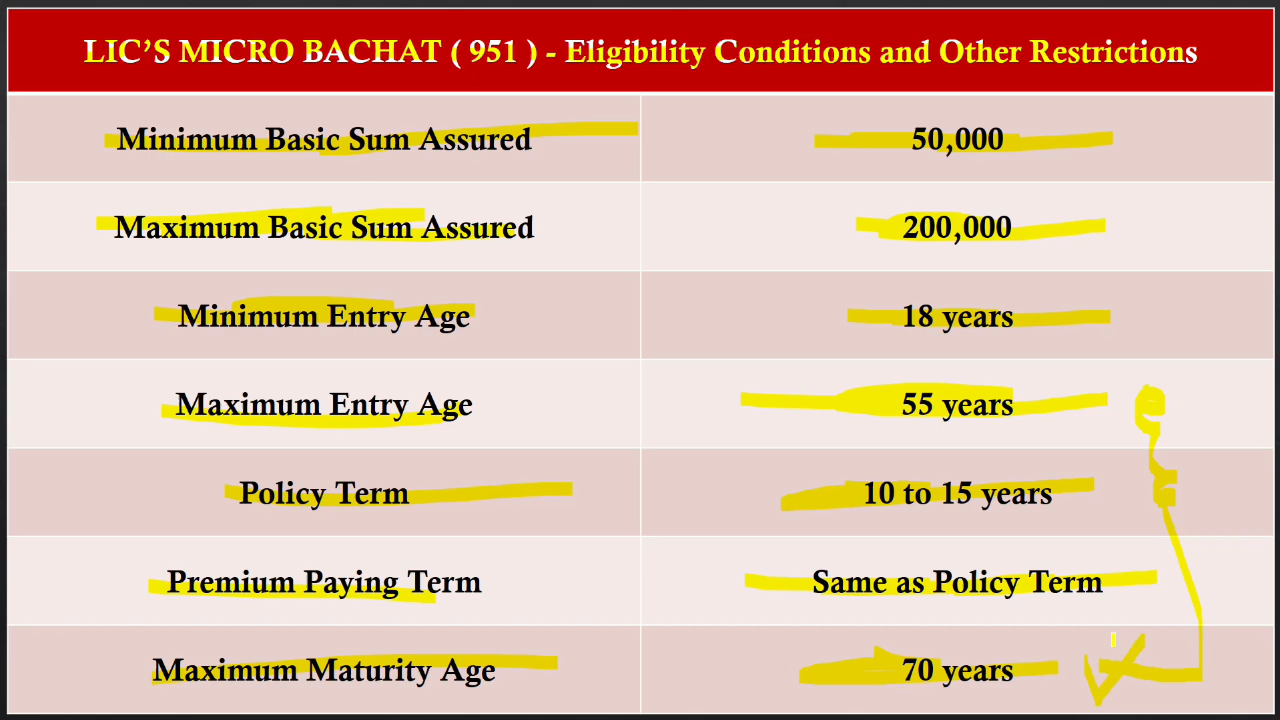 LIC'S MICRO BACHAT ( 951 ) - Eligibility Conditions and Other Restrictions
Minimum Basic Sum Assured 50,000
Maximum Basic Sum Assured 200,000
Minimum Entry Age 18 years
Maximum Entry Age 55 years
Policy Term 10 to 15 years
Premium Paying Term Same as Policy Term
Maximum Maturity Age 70 years